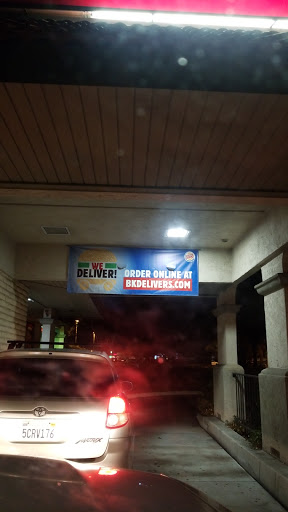 WE
DELIVER!
ORDER ONLINE AT
BKDELIVERS.COM
5CRV176